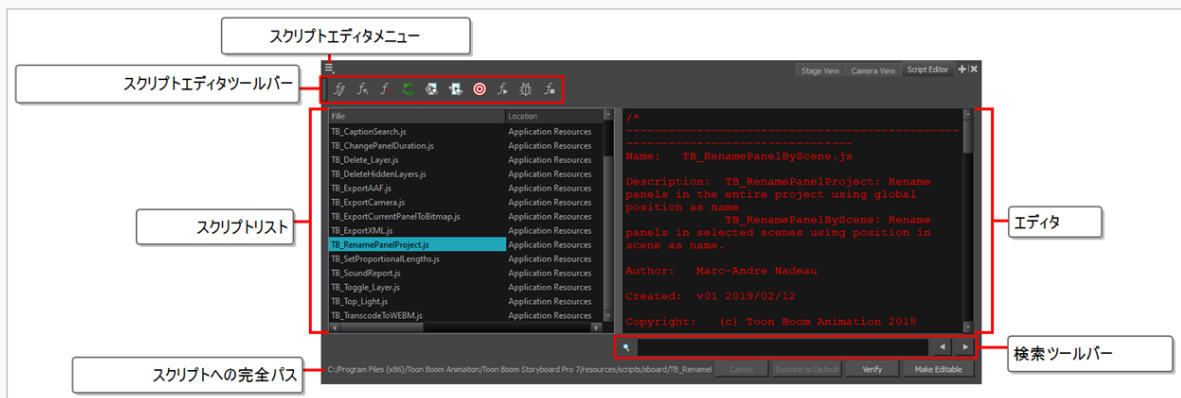 スクリプトエディタメニュー
スクリプトエディタツールバー
Stage View Camera View Script Editor
File Location
TB_CaptionSearch.js Application Resources
TB_ChangePanelDuration.js Application Resources
TB_Delete_Layer.js Application Resources
TB_DeleteHiddenLayers.js Application Resources
TB_ExportAAF.js Application Resources
TB_ExportCamera.js Application Resources
TB_ExportCurrentPanelToBitmap.js Application Resources
TB_ExportXML.js Application Resources
TB_RenamePanelProject.js Application Resources
TB_SetProportionalLengths.js Application Resources
TB_SoundReport.js Application Resources
TB_Toggle_Layer.js Application Resources
TB_Top_Light.js Application Resources
TB_TranscodeToWEBM.js Application Resources
スクリプトリスト
/*
--------------------------------------------------
---------------------------------
Name: TB_RenamePanelByScene.js
Description: TB_RenamePanelProject: Rename
panels in the entire project using global
position as name
TB_RenamePanelByScene: Rename
panels in selected scenes using position in
scene as name.
Author: Marc-Andre Nadeau
Created: v01 2019/02/12
Copyright: (c) Toon Boom Animation 2018
エディタ
検索ツールバー
スクリプトへの完全パス
C:/Program Files (x86)/Toon Boom Animation/Toon Boom Storyboard Pro 7/resources/scripts/sboard/TB_Renamel
Cancel Restore to Default Verify Make Editable